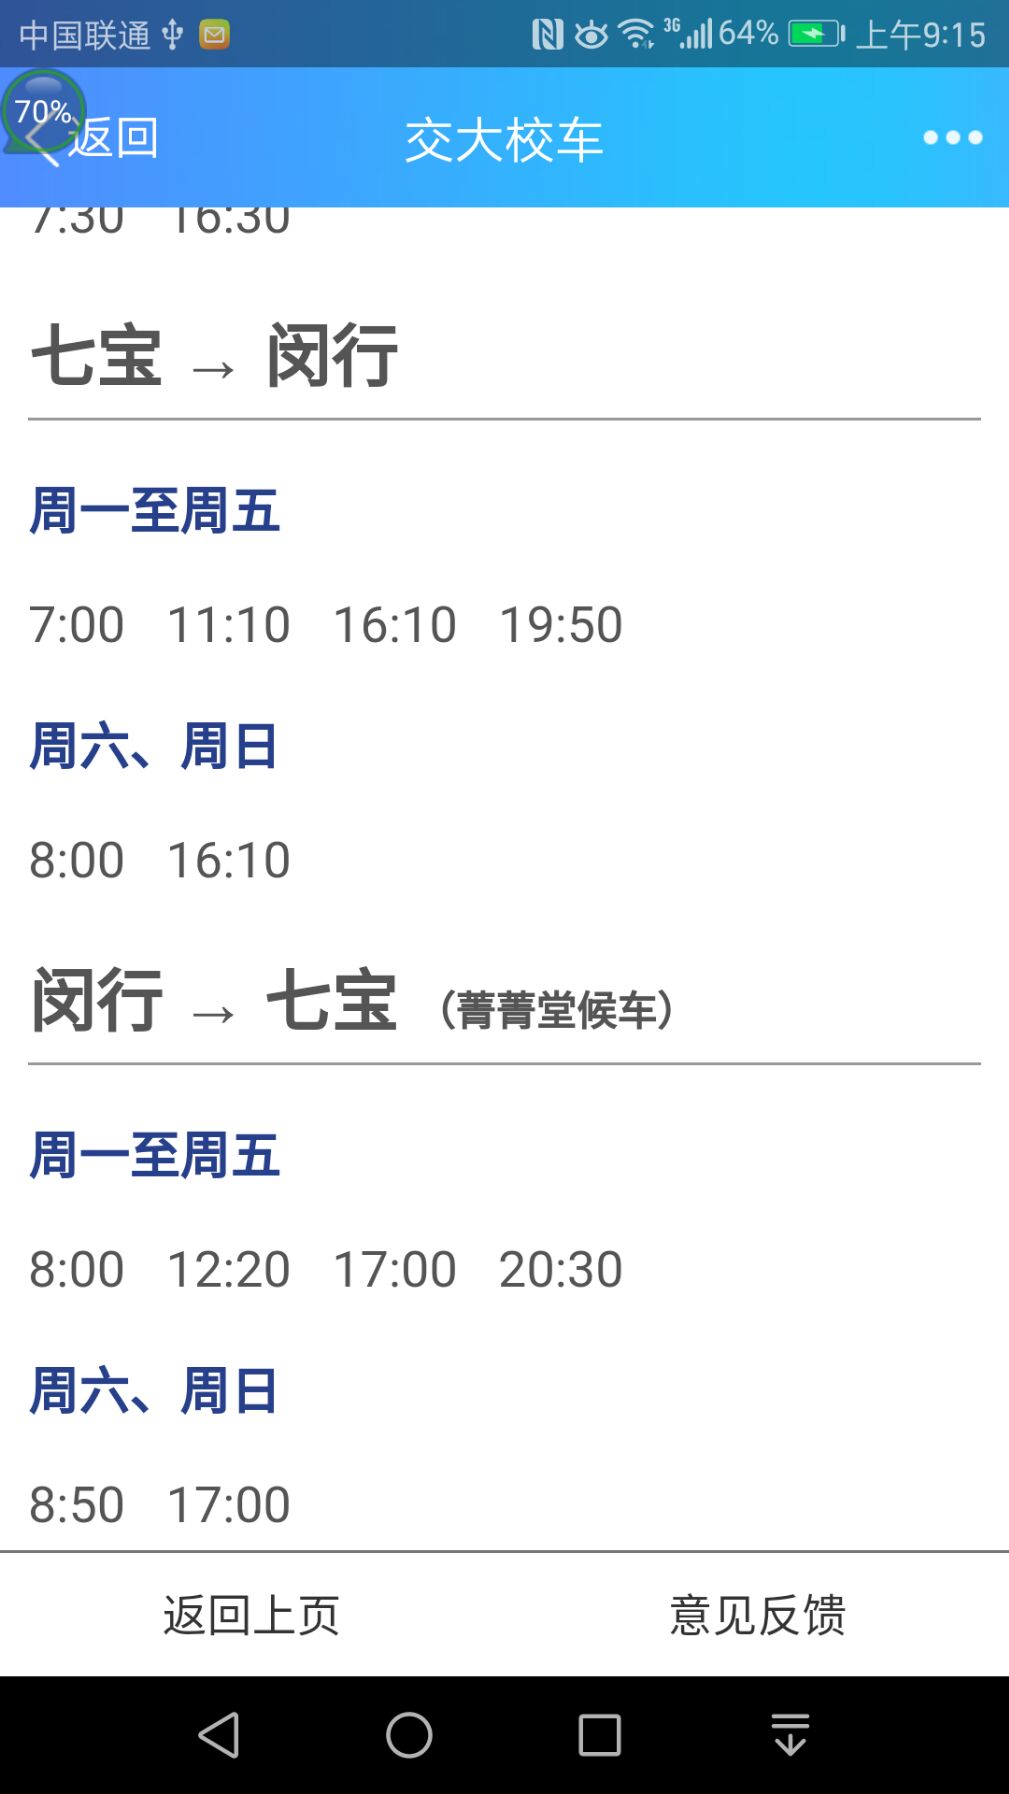 中国联通 3G 64% 上午9:15
70% 返回 交大校车
7:30 16:30
七宝 → 闵行
周一至周五
7:00 11:10 16:10 19:50
周六、周日
8:00 16:10
闵行 → 七宝 (菁菁堂候车)
周一至周五
8:00 12:20 17:00 20:30
周六、周日
8:50 17:00
返回上页 意见反馈